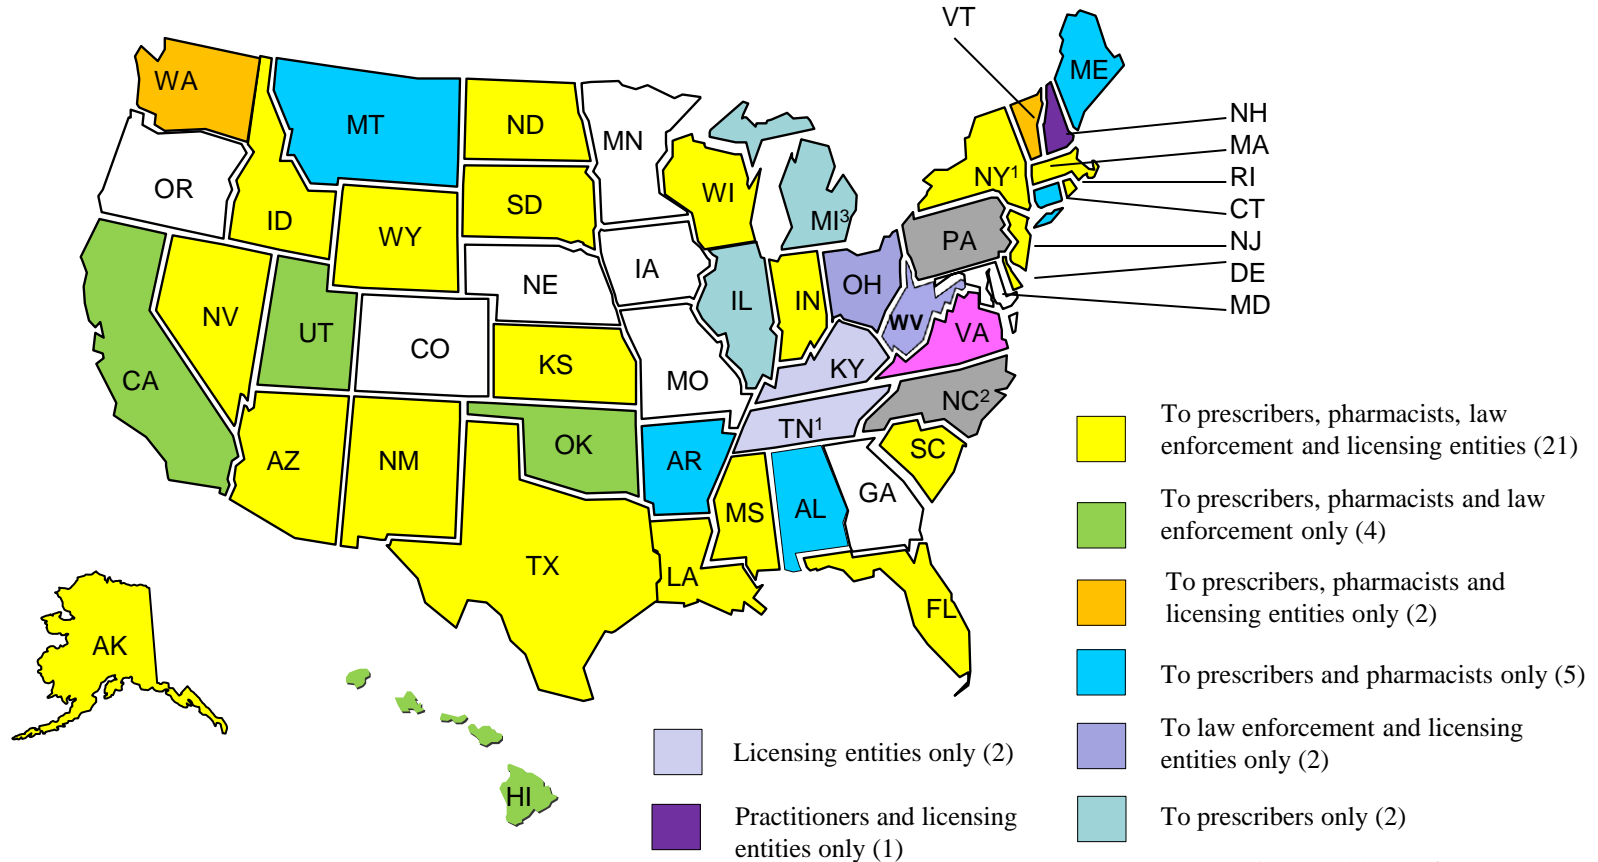 VT
WA
ME
MT
ND
MN
NH
MA
OR
ID
SD
WI
MI³
NY¹
RI
CT
WY
PA
NJ
NE
IA
IL
IN
OH
DE
MD
NV
UT
CO
WV
VA
CA
KS
MO
KY
NC²
TN¹
AZ
NM
OK
AR
SC
GA
MS
AL
TX
LA
FL
AK
HI
To prescribers, pharmacists, law
enforcement and licensing entities (21)
To prescribers, pharmacists and law
enforcement only (4)
To prescribers, pharmacists and
licensing entities only (2)
To prescribers and pharmacists only (5)
To law enforcement and licensing
entities only (2)
To prescribers only (2)
Licensing entities only (2)
Practitioners and licensing
entities only (1)